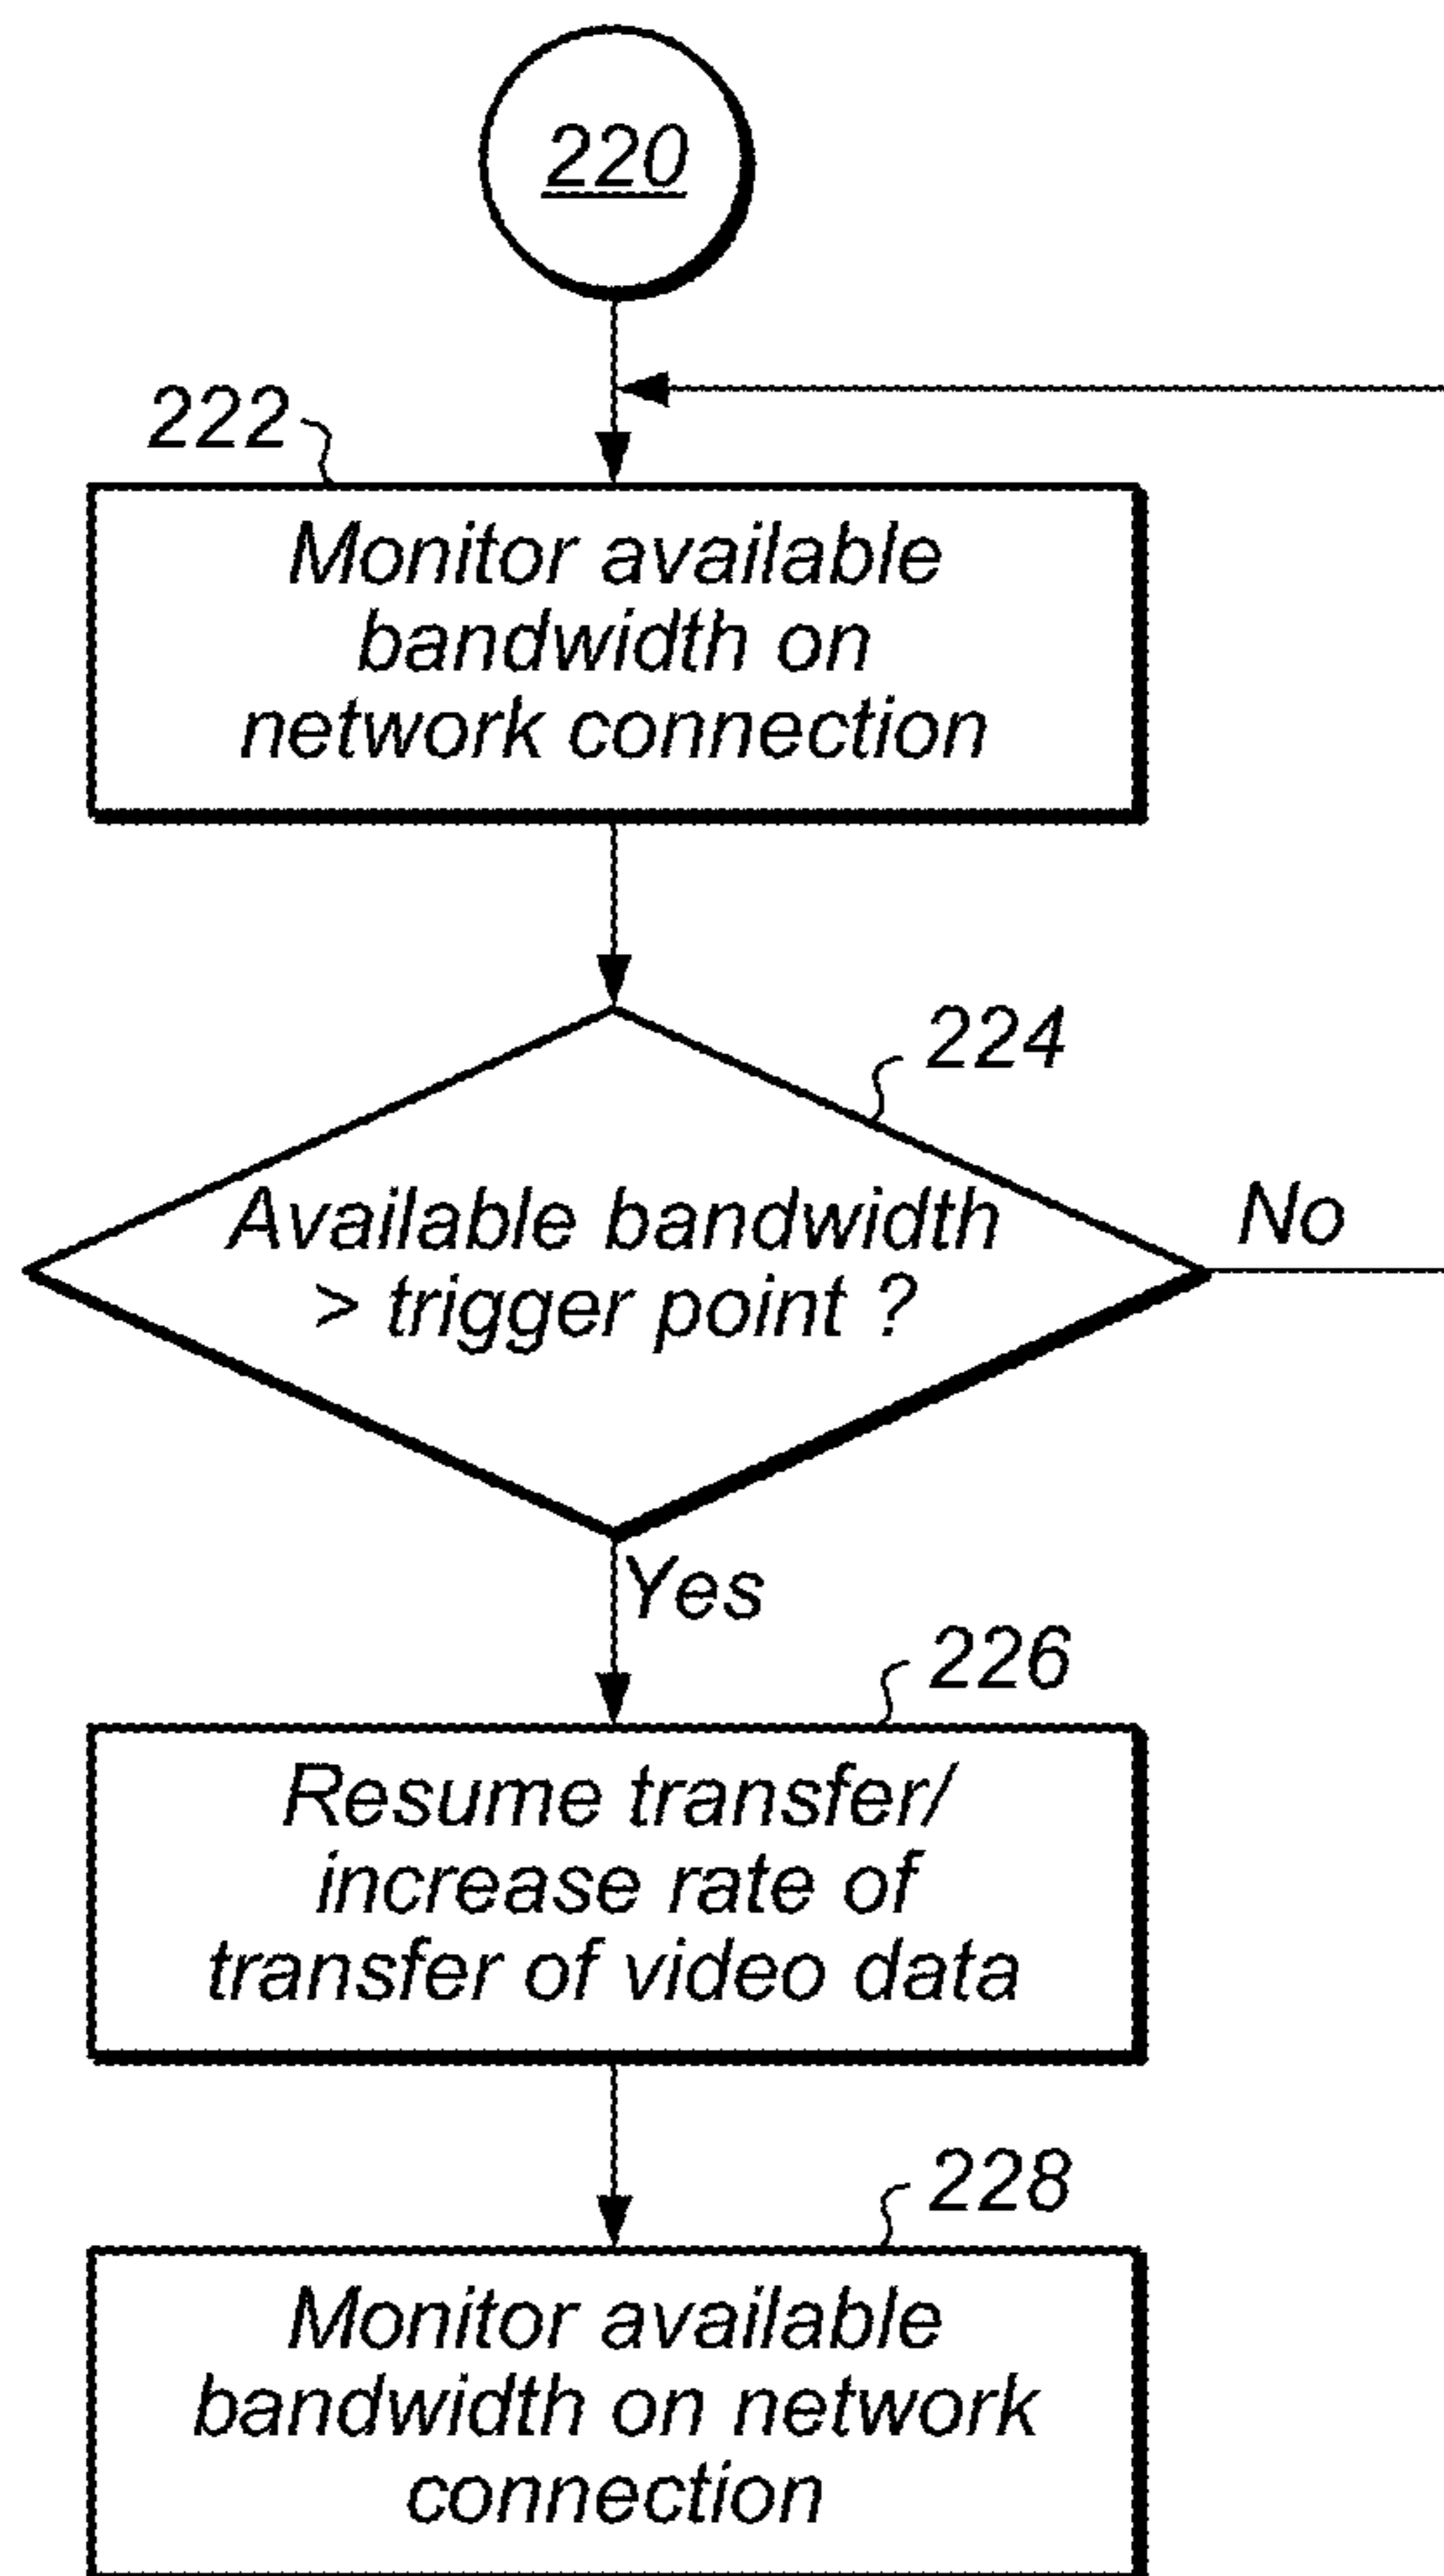 220
222
Monitor available
bandwidth on
network connection
224
Available bandwidth
> trigger point ?
No
Yes
226
Resume transfer/
increase rate of
transfer of video data
228
Monitor available
bandwidth on network
connection